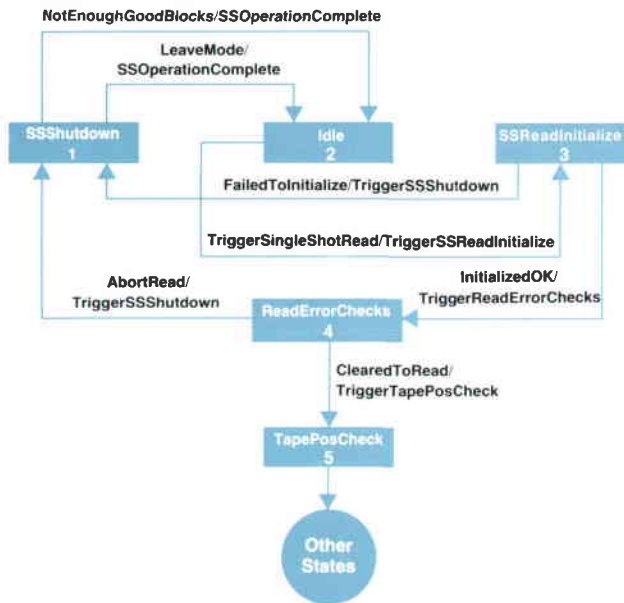 NotEnoughGoodBlocks/SSOperationComplete
LeaveMode/
SSOperationComplete
SSShutdown
1
Idle
2
SSReadInitialize
3
FailedToInitialize/TriggerSSShutdown
TriggerSingleShotRead/TriggerSSReadInitialize
AbortRead/
TriggerSSShutdown
InitializedOK/
TriggerReadErrorChecks
ReadErrorChecks
4
ClearedToRead/
TriggerTapePosCheck
TapePosCheck
5
Other
States